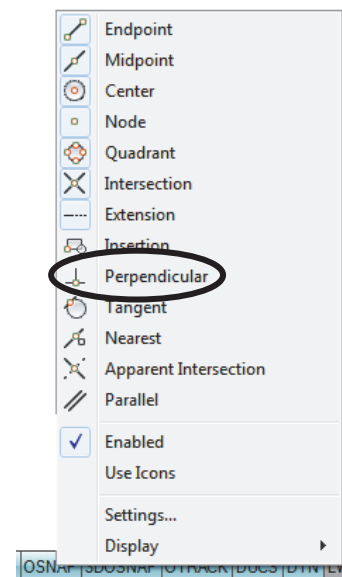 Endpoint
Midpoint
Center
Node
Quadrant
Intersection
Extension
Insertion
Perpendicular
Tangent
Nearest
Apparent Intersection
Parallel
Enabled
Use Icons
Settings...
Display
OSNAP 3DOSNAP OTRACK DUCS DYN